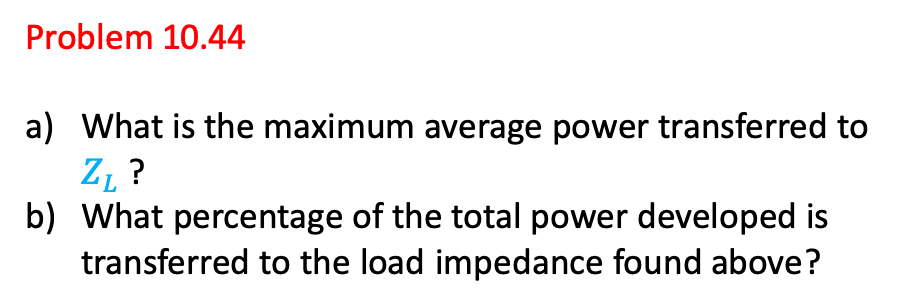 Problem 10.44
a) What is the maximum average power transferred to
Z_L ?
b) What percentage of the total power developed is
transferred to the load impedance found above?